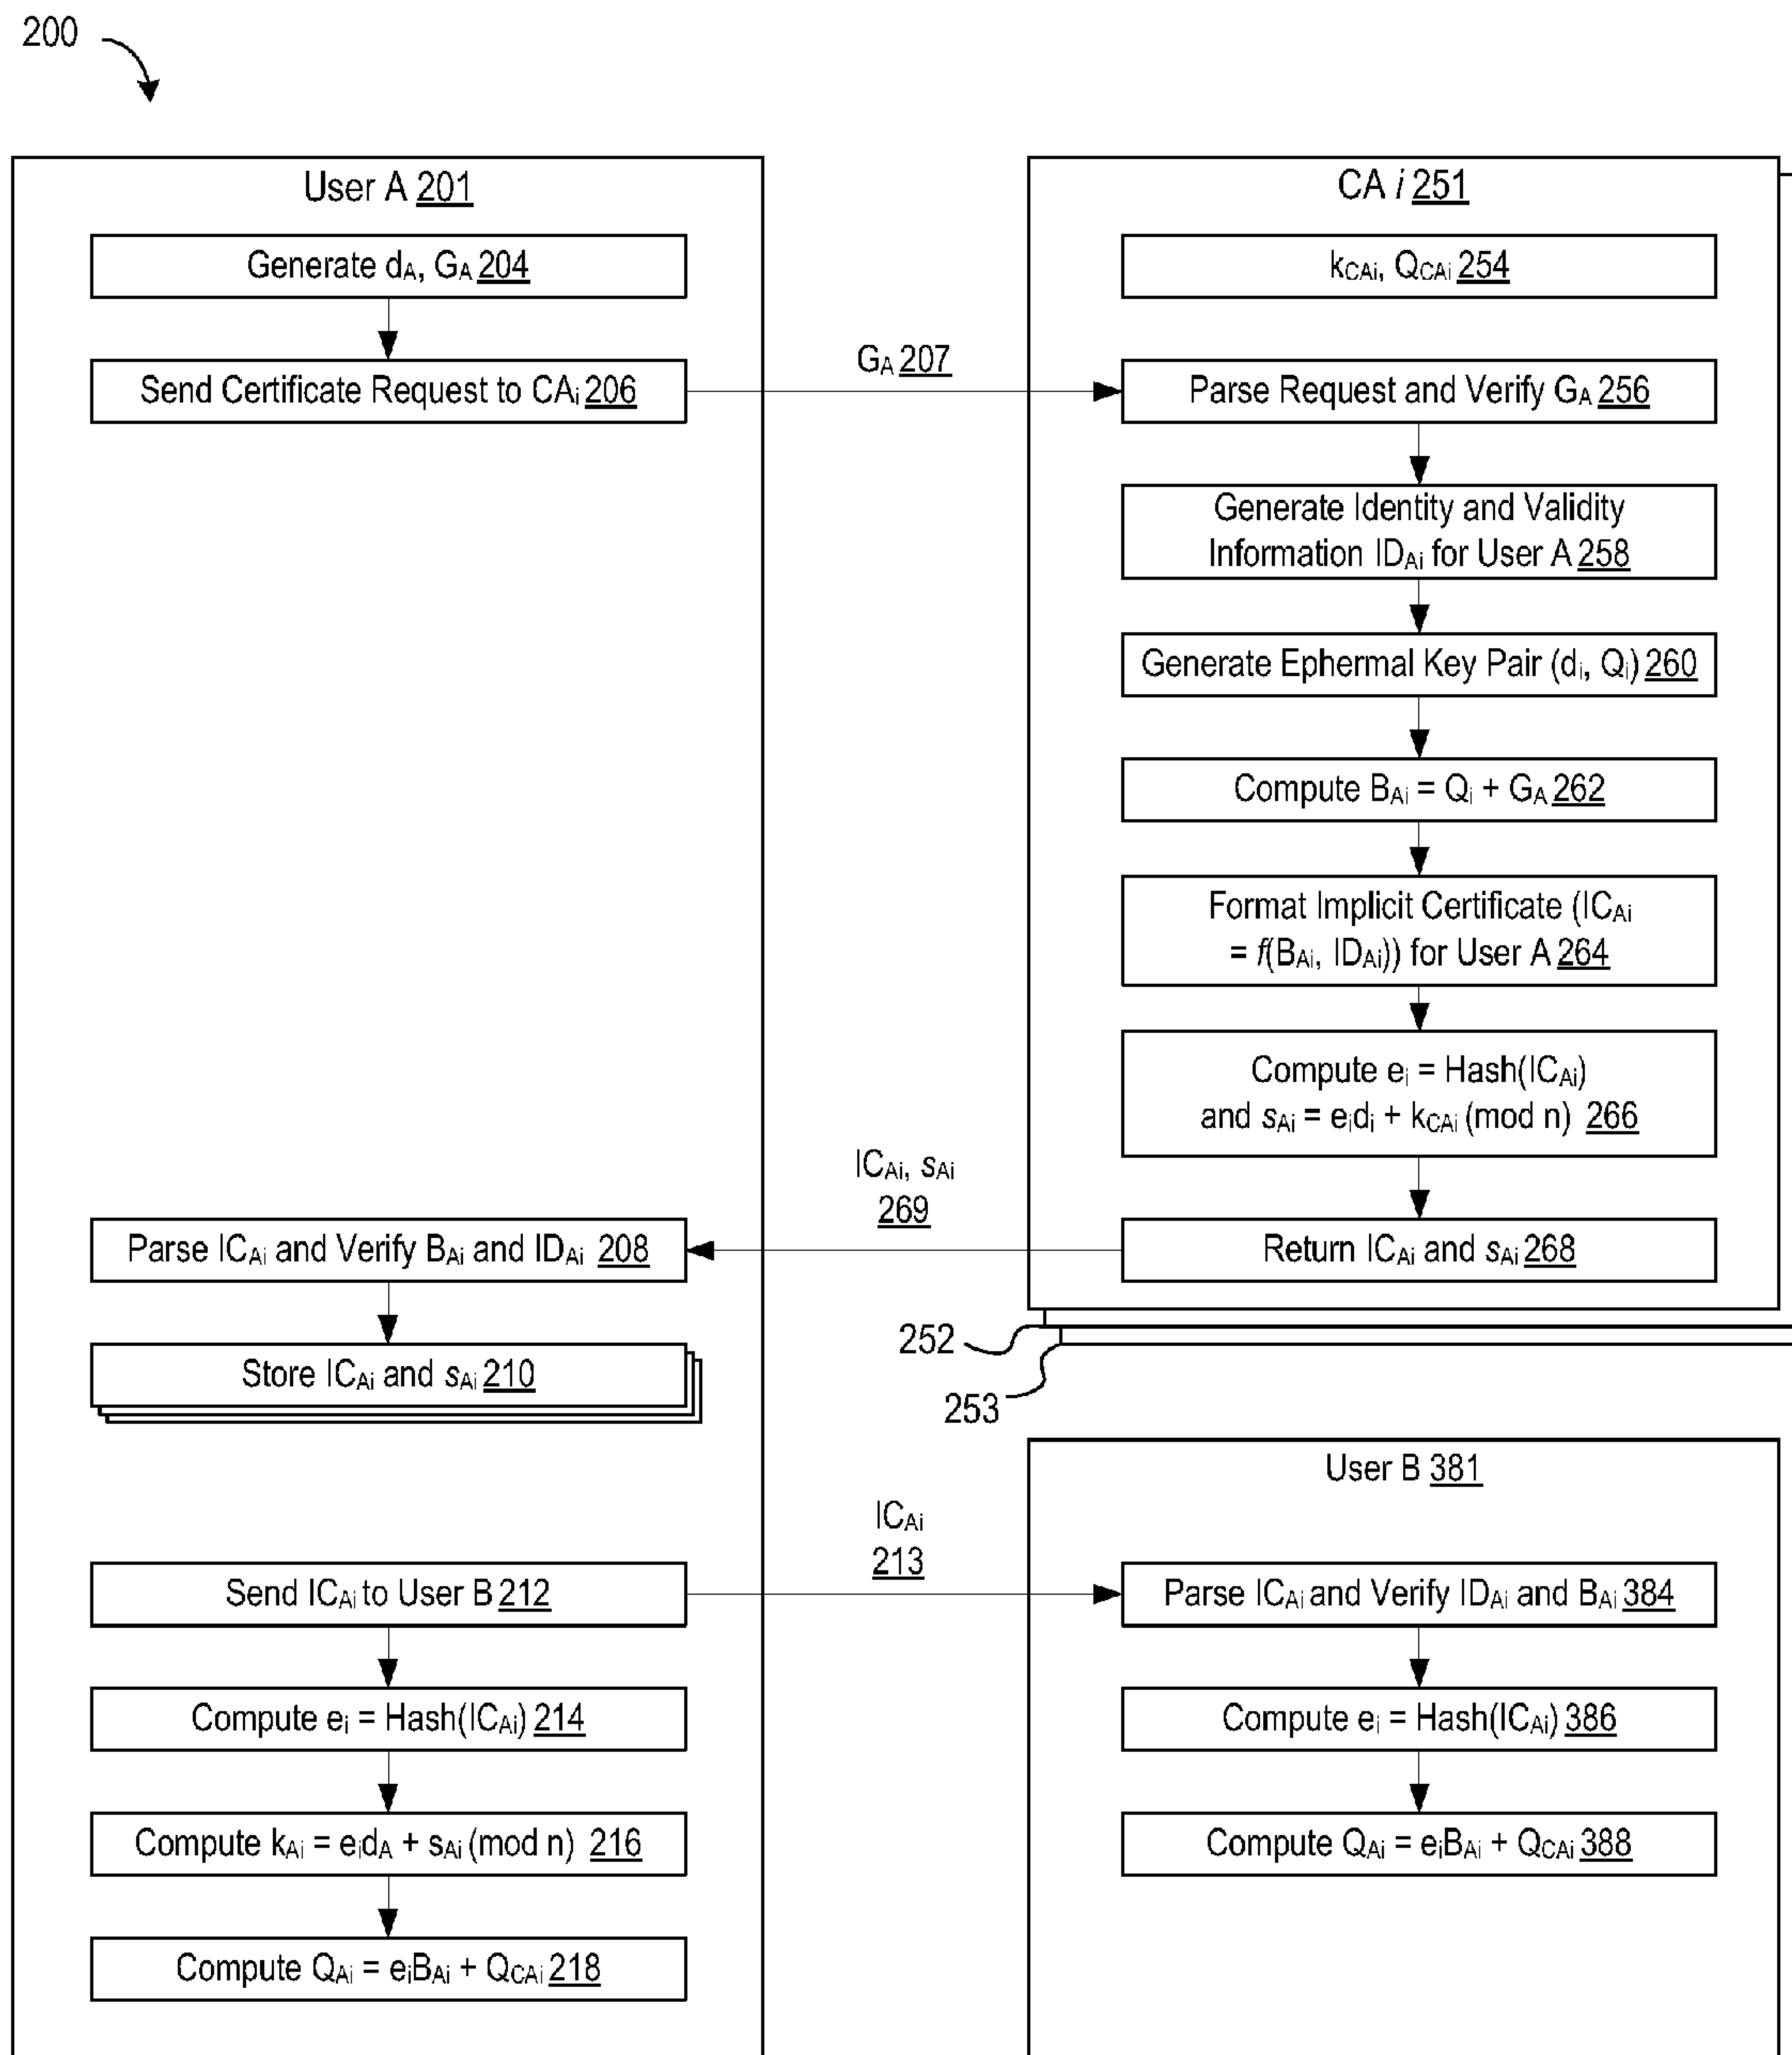 200
User A 201
Generate dA, GA 204
Send Certificate Request to CAi 206
GA 207
CA i 251
kCAi, QCAi 254
Parse Request and Verify GA 256
Generate Identity and Validity
Information IDAi for User A 258
Generate Ephermal Key Pair (di, Qi) 260
Compute BAi = Qi + GA 262
Format Implicit Certificate (ICAi
= f(BAi, IDAi)) for User A 264
Compute ei = Hash(ICAi)
and sAi = eidi + kCAi (mod n) 266
ICAi, sAi
269
Return ICAi and sAi 268
Parse ICAi and Verify BAi and IDAi 208
Store ICAi and sAi 210
252
253
Send ICAi to User B 212
Compute ei = Hash(ICAi) 214
Compute kAi = eidA + sAi (mod n) 216
Compute QAi = eiBAi + QCAi 218
ICAi
213
User B 381
Parse ICAi and Verify IDAi and BAi 384
Compute ei = Hash(ICAi) 386
Compute QAi = eiBAi + QCAi 388